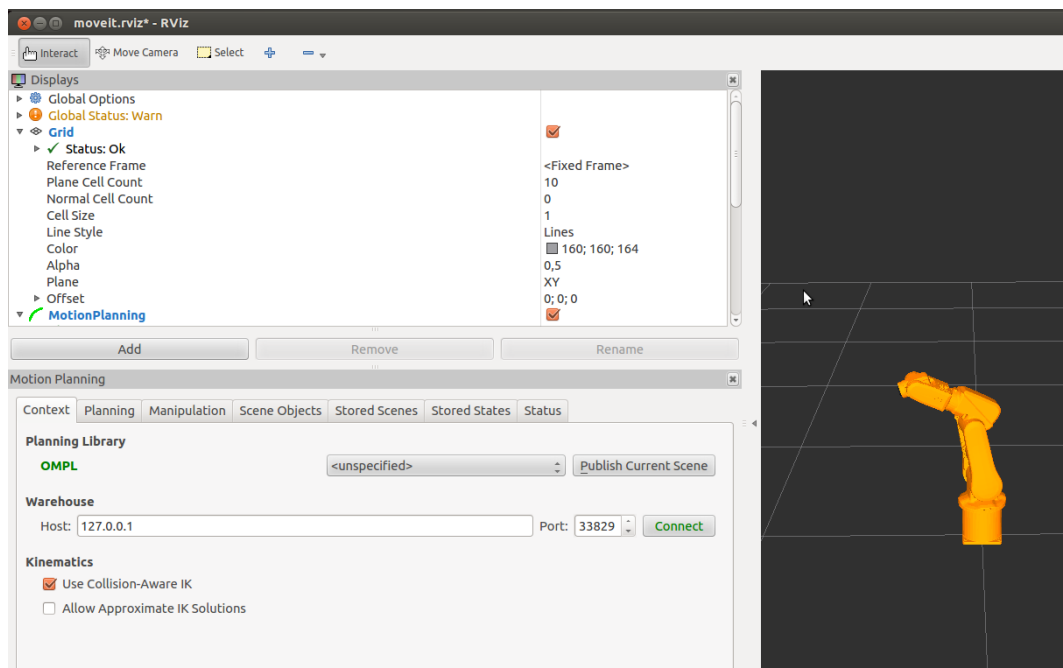 moveit.rviz* - RViz
Interact Move Camera Select
Displays
Global Options
Global Status: Warn
Grid
Status: Ok
Reference Frame <Fixed Frame>
Plane Cell Count 10
Normal Cell Count 0
Cell Size 1
Line Style Lines
Color 160; 160; 164
Alpha 0,5
Plane XY
Offset 0; 0; 0
MotionPlanning
Add Remove Rename
Motion Planning
Context Planning Manipulation Scene Objects Stored Scenes Stored States Status
Planning Library
OMPL <unspecified> Publish Current Scene
Warehouse
Host: 127.0.0.1 Port: 33829 Connect
Kinematics
Use Collision-Aware IK
Allow Approximate IK Solutions